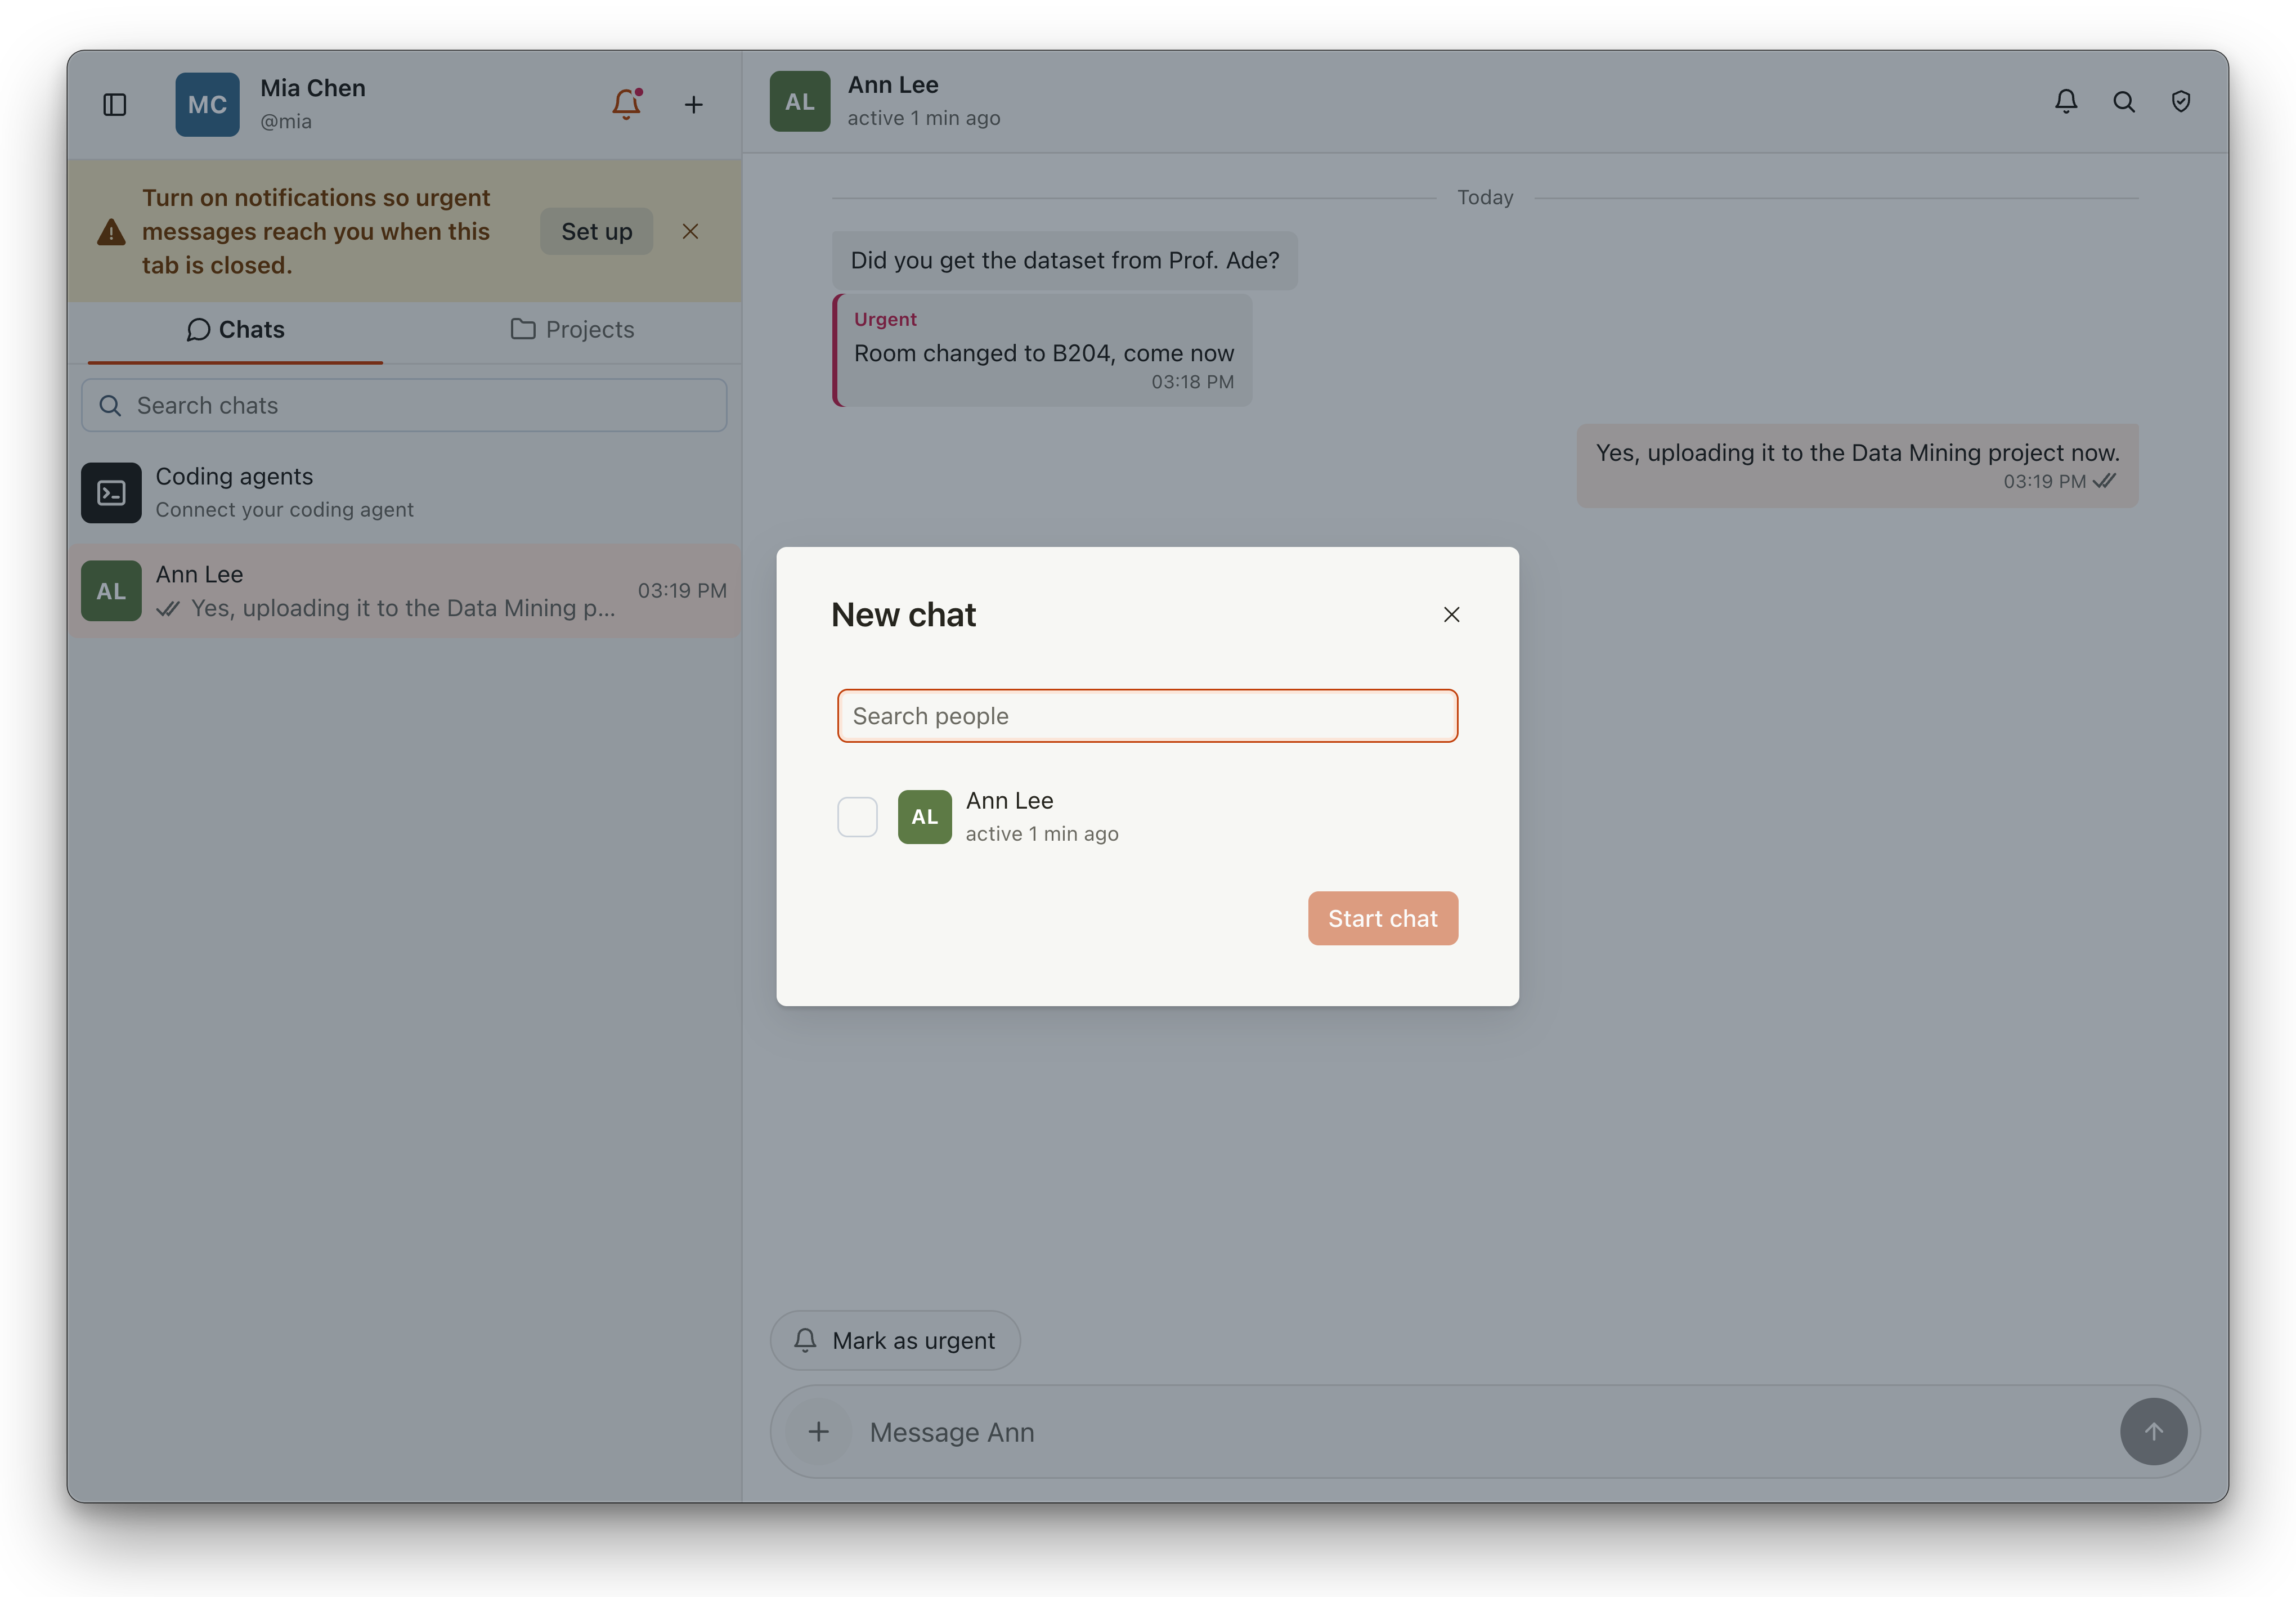 MC
Mia Chen
@mia
Turn on notifications so urgent
messages reach you when this
tab is closed.
Set up
Chats
Projects
Search chats
Coding agents
Connect your coding agent
AL
Ann Lee
03:19 PM
Yes, uploading it to the Data Mining p...
AL
Ann Lee
active 1 min ago
Today
Did you get the dataset from Prof. Ade?
Urgent
Room changed to B204, come now
03:18 PM
Yes, uploading it to the Data Mining project now.
03:19 PM
New chat
Search people
AL
Ann Lee
active 1 min ago
Start chat
Mark as urgent
Message Ann